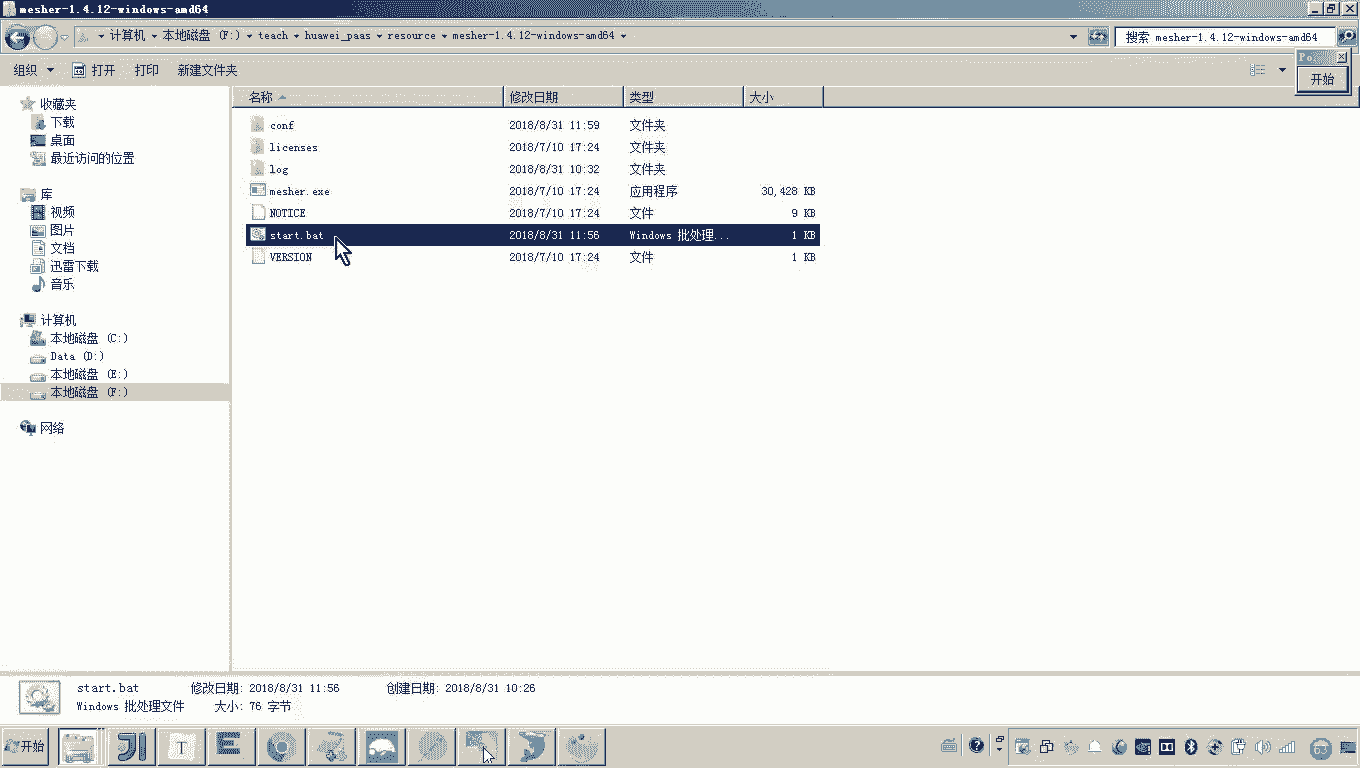 mesher-1.4.12-windows-amd64
计算机 本地磁盘 (F:) teach huawei_paas resource mesher-1.4.12-windows-amd64
搜索 mesher-1.4.12-windows-amd64
组织 打开 打印 新建文件夹
Po
开始
收藏夹
下载
桌面
最近访问的位置
库
视频
图片
文档
迅雷下载
音乐
计算机
本地磁盘 (C:)
Data (D:)
本地磁盘 (E:)
本地磁盘 (F:)
网络
名称 修改日期 类型 大小
conf 2018/8/31 11:59 文件夹
licenses 2018/7/10 17:24 文件夹
log 2018/8/31 10:32 文件夹
mesher.exe 2018/7/10 17:24 应用程序 30,428 KB
NOTICE 2018/7/10 17:24 文件 9 KB
start.bat 2018/8/31 11:56 Windows 批处理... 1 KB
VERSION 2018/7/10 17:24 文件 1 KB
start.bat 修改日期: 2018/8/31 11:56 创建日期: 2018/8/31 10:26
Windows 批处理文件 大小: 76 字节
开始 T